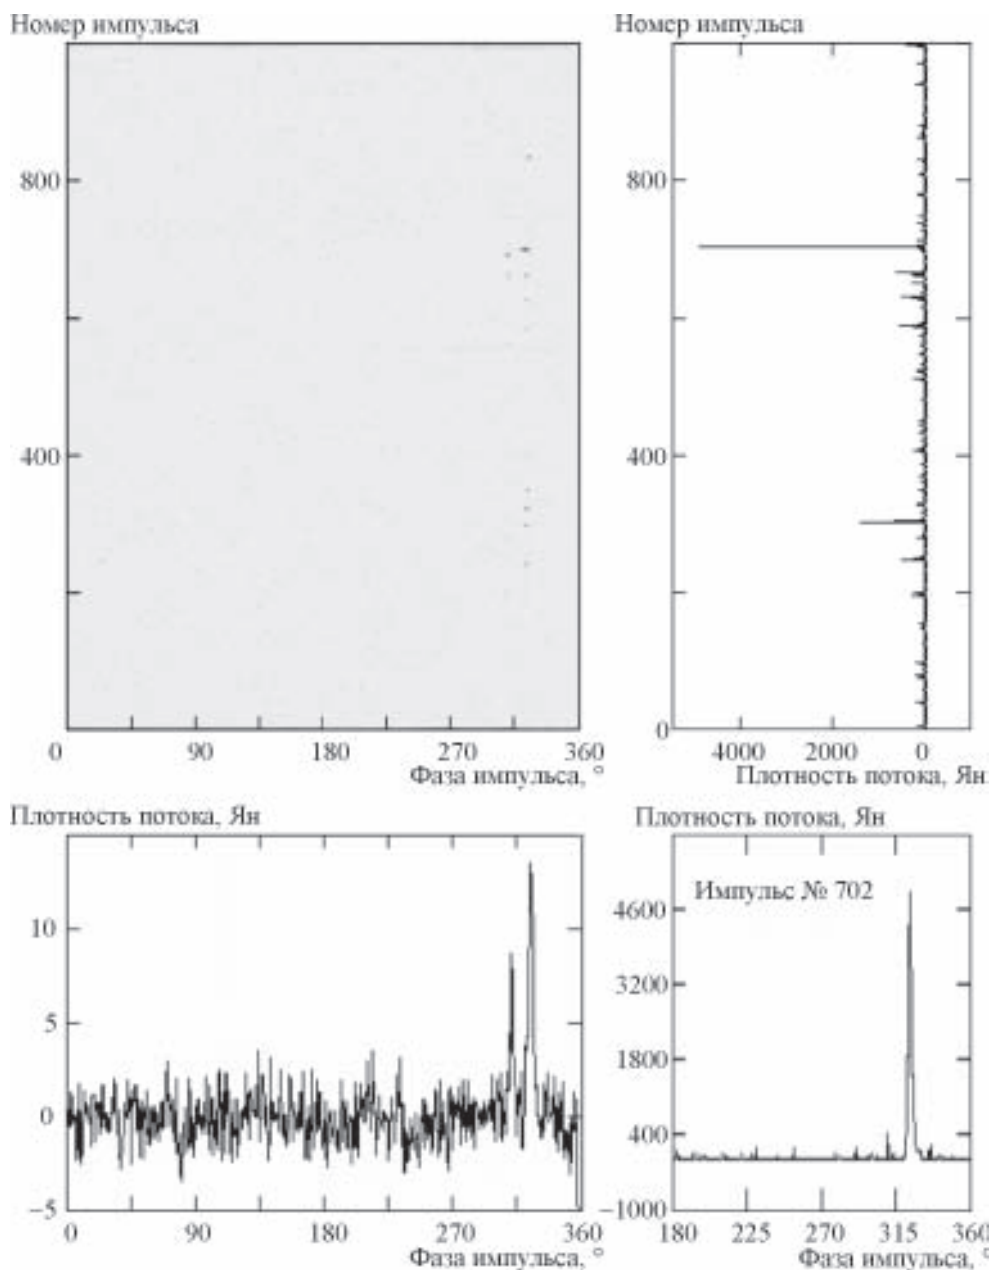 Номер импульса
800
400
0 90 180 270 360
Фаза импульса, °
Номер импульса
800
400
0
4000 2000 0
Плотность потока, Ян
Плотность потока, Ян
10
5
0
−5
0 90 180 270 360
Фаза импульса, °
Плотность потока, Ян
Импульс № 702
4600
3200
1800
400
−1000
180 225 270 315 360
Фаза импульса, °